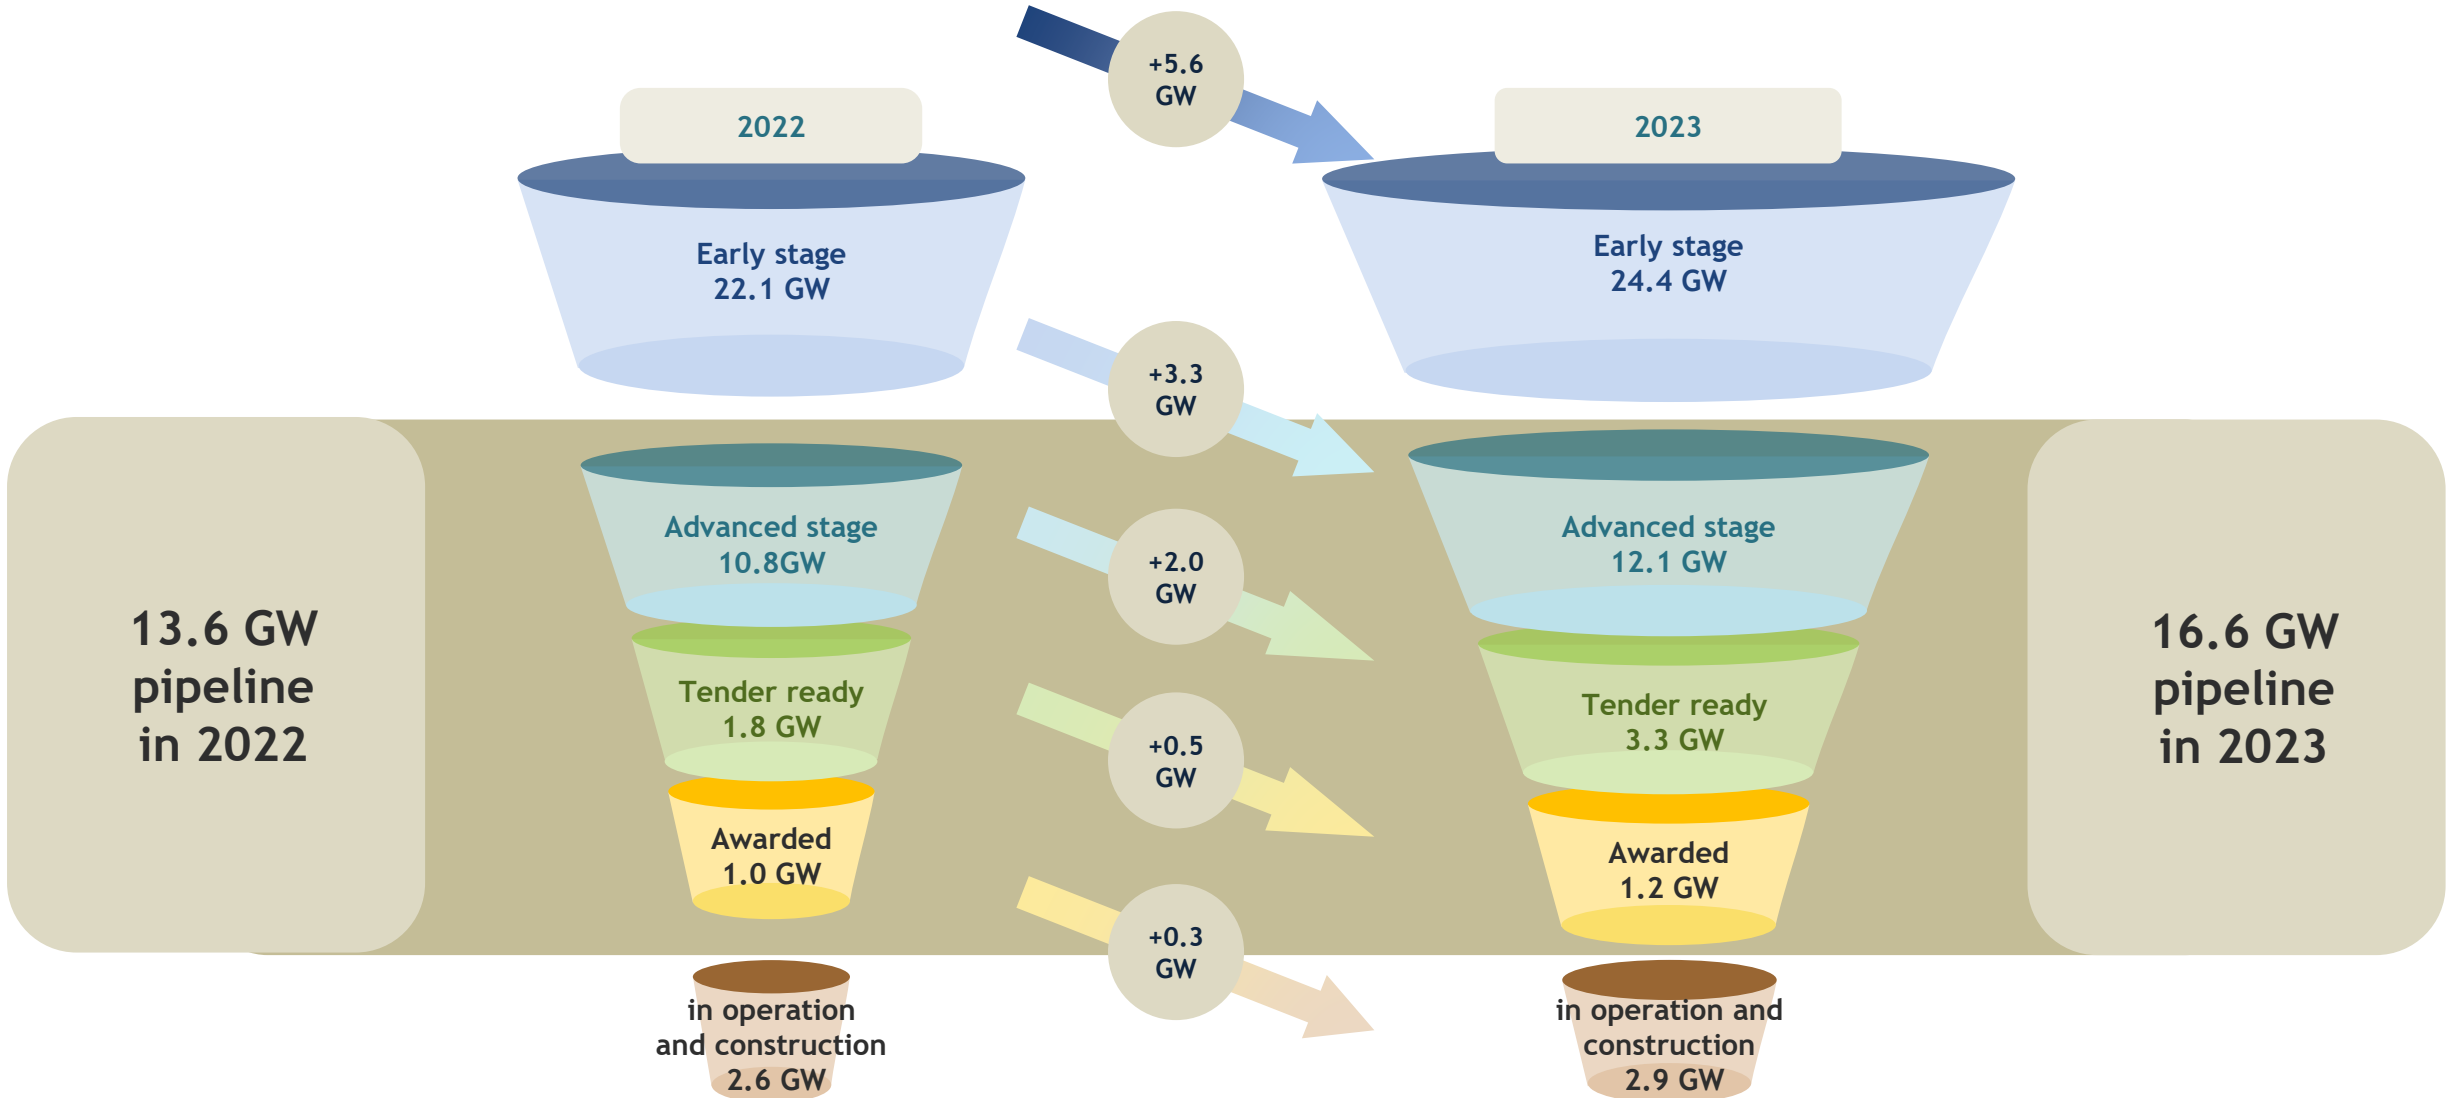 +5.6
GW
2022
2023
Early stage
22.1 GW
Early stage
24.4 GW
+3.3
GW
13.6 GW
pipeline
in 2022
Advanced stage
10.8GW
+2.0
GW
Advanced stage
12.1 GW
16.6 GW
pipeline
in 2023
Tender ready
1.8 GW
+0.5
GW
Tender ready
3.3 GW
Awarded
1.0 GW
Awarded
1.2 GW
+0.3
GW
in operation
and construction
2.6 GW
in operation and
construction
2.9 GW